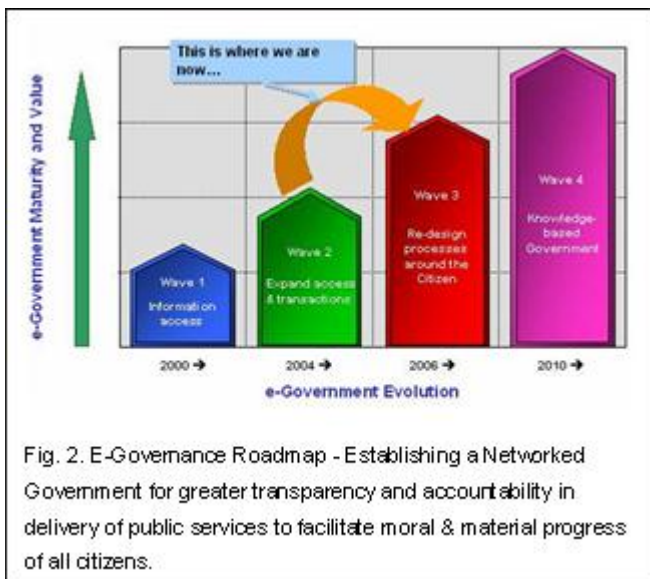 This is where we are
now...
e-Government Maturity and Value
Wave 1
Information
access
Wave 2
Expand access
& transactions
Wave 3
Re-design
processes
around the
Citizen
Wave 4
Knowledge-
based
Government
2000 →
2004 →
2006 →
2010 →
e-Government Evolution
Fig. 2. E-Governance Roadmap - Establishing a Networked
Government for greater transparency and accountability in
delivery of public services to facilitate moral & material progress
of all citizens.